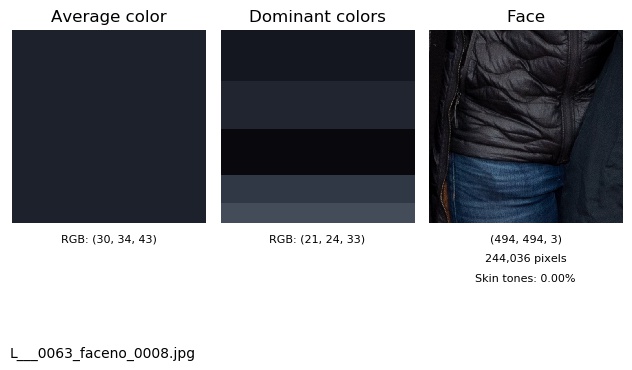 Average color
Dominant colors
Face
RGB: (30, 34, 43)
RGB: (21, 24, 33)
(494, 494, 3)
244,036 pixels
Skin tones: 0.00%
L___0063_faceno_0008.jpg